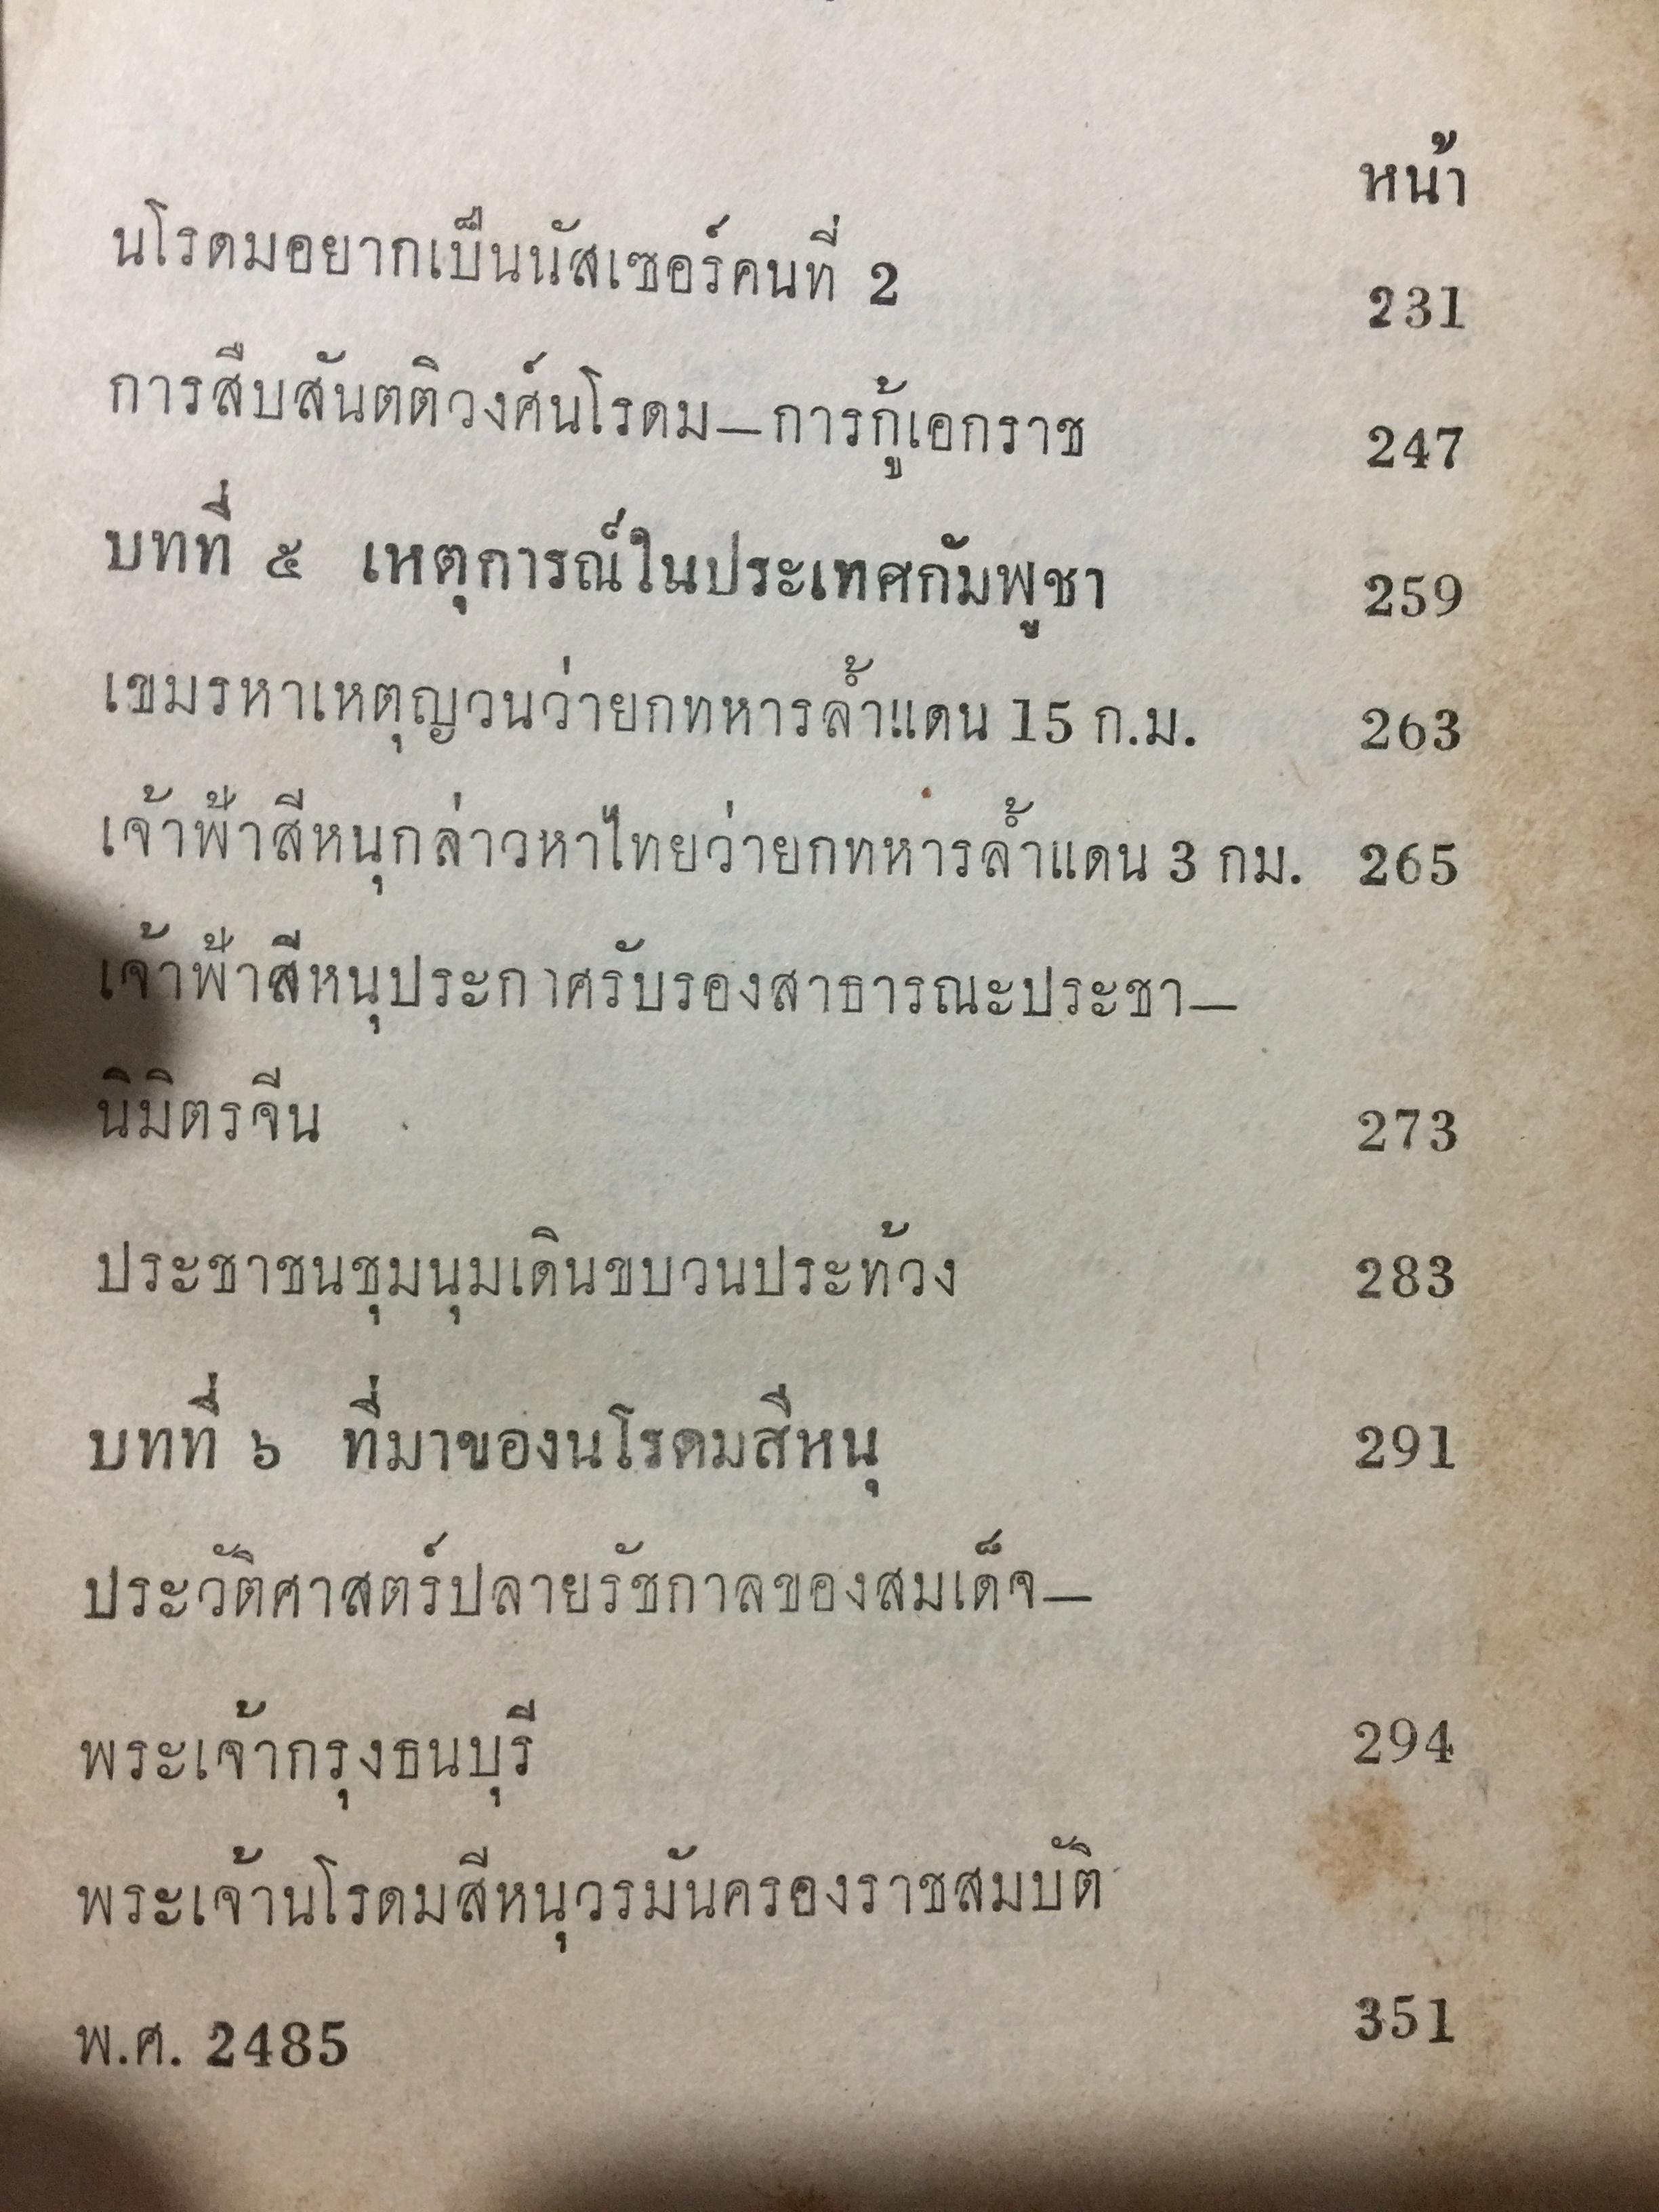 หน้า
นโรดมอยากเป็นนัสเซอร์คนที่ 2 231
การสืบสันตติวงศ์นโรดม—การกู้เอกราช 247
บทที่ ๕ เหตุการณ์ในประเทศกัมพูชา 259
เขมรหาเหตุญวนว่ายกทหารล้ำแดน 15 ก.ม. 263
เจ้าฟ้าสีหนุกล่าวหาไทยว่ายกทหารล้ำแดน 3 กม. 265
เจ้าฟ้าสีหนุประกาศรับรองสาธารณะประชา—
นิมิตรจีน 273
ประชาชนชุมนุมเดินขบวนประท้วง 283
บทที่ ๖ ที่มาของนโรดมสีหนุ 291
ประวัติศาสตร์ปลายรัชกาลของสมเด็จ—
พระเจ้ากรุงธนบุรี 294
พระเจ้านโรดมสีหนุวรมันครองราชสมบัติ
พ.ศ. 2485 351